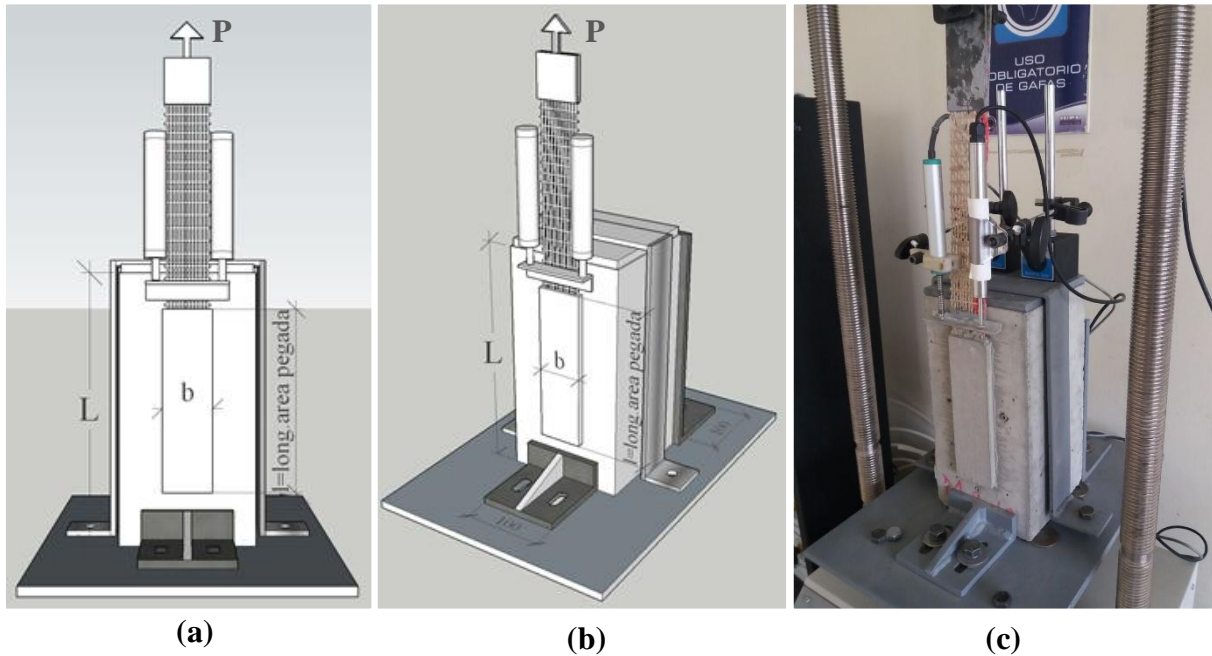 P
L
b
l=long area pegada
P
L
b
l=long area pegada
100
100
USO
OBLIGATORIO
DE GAFAS
(a)
(b)
(c)